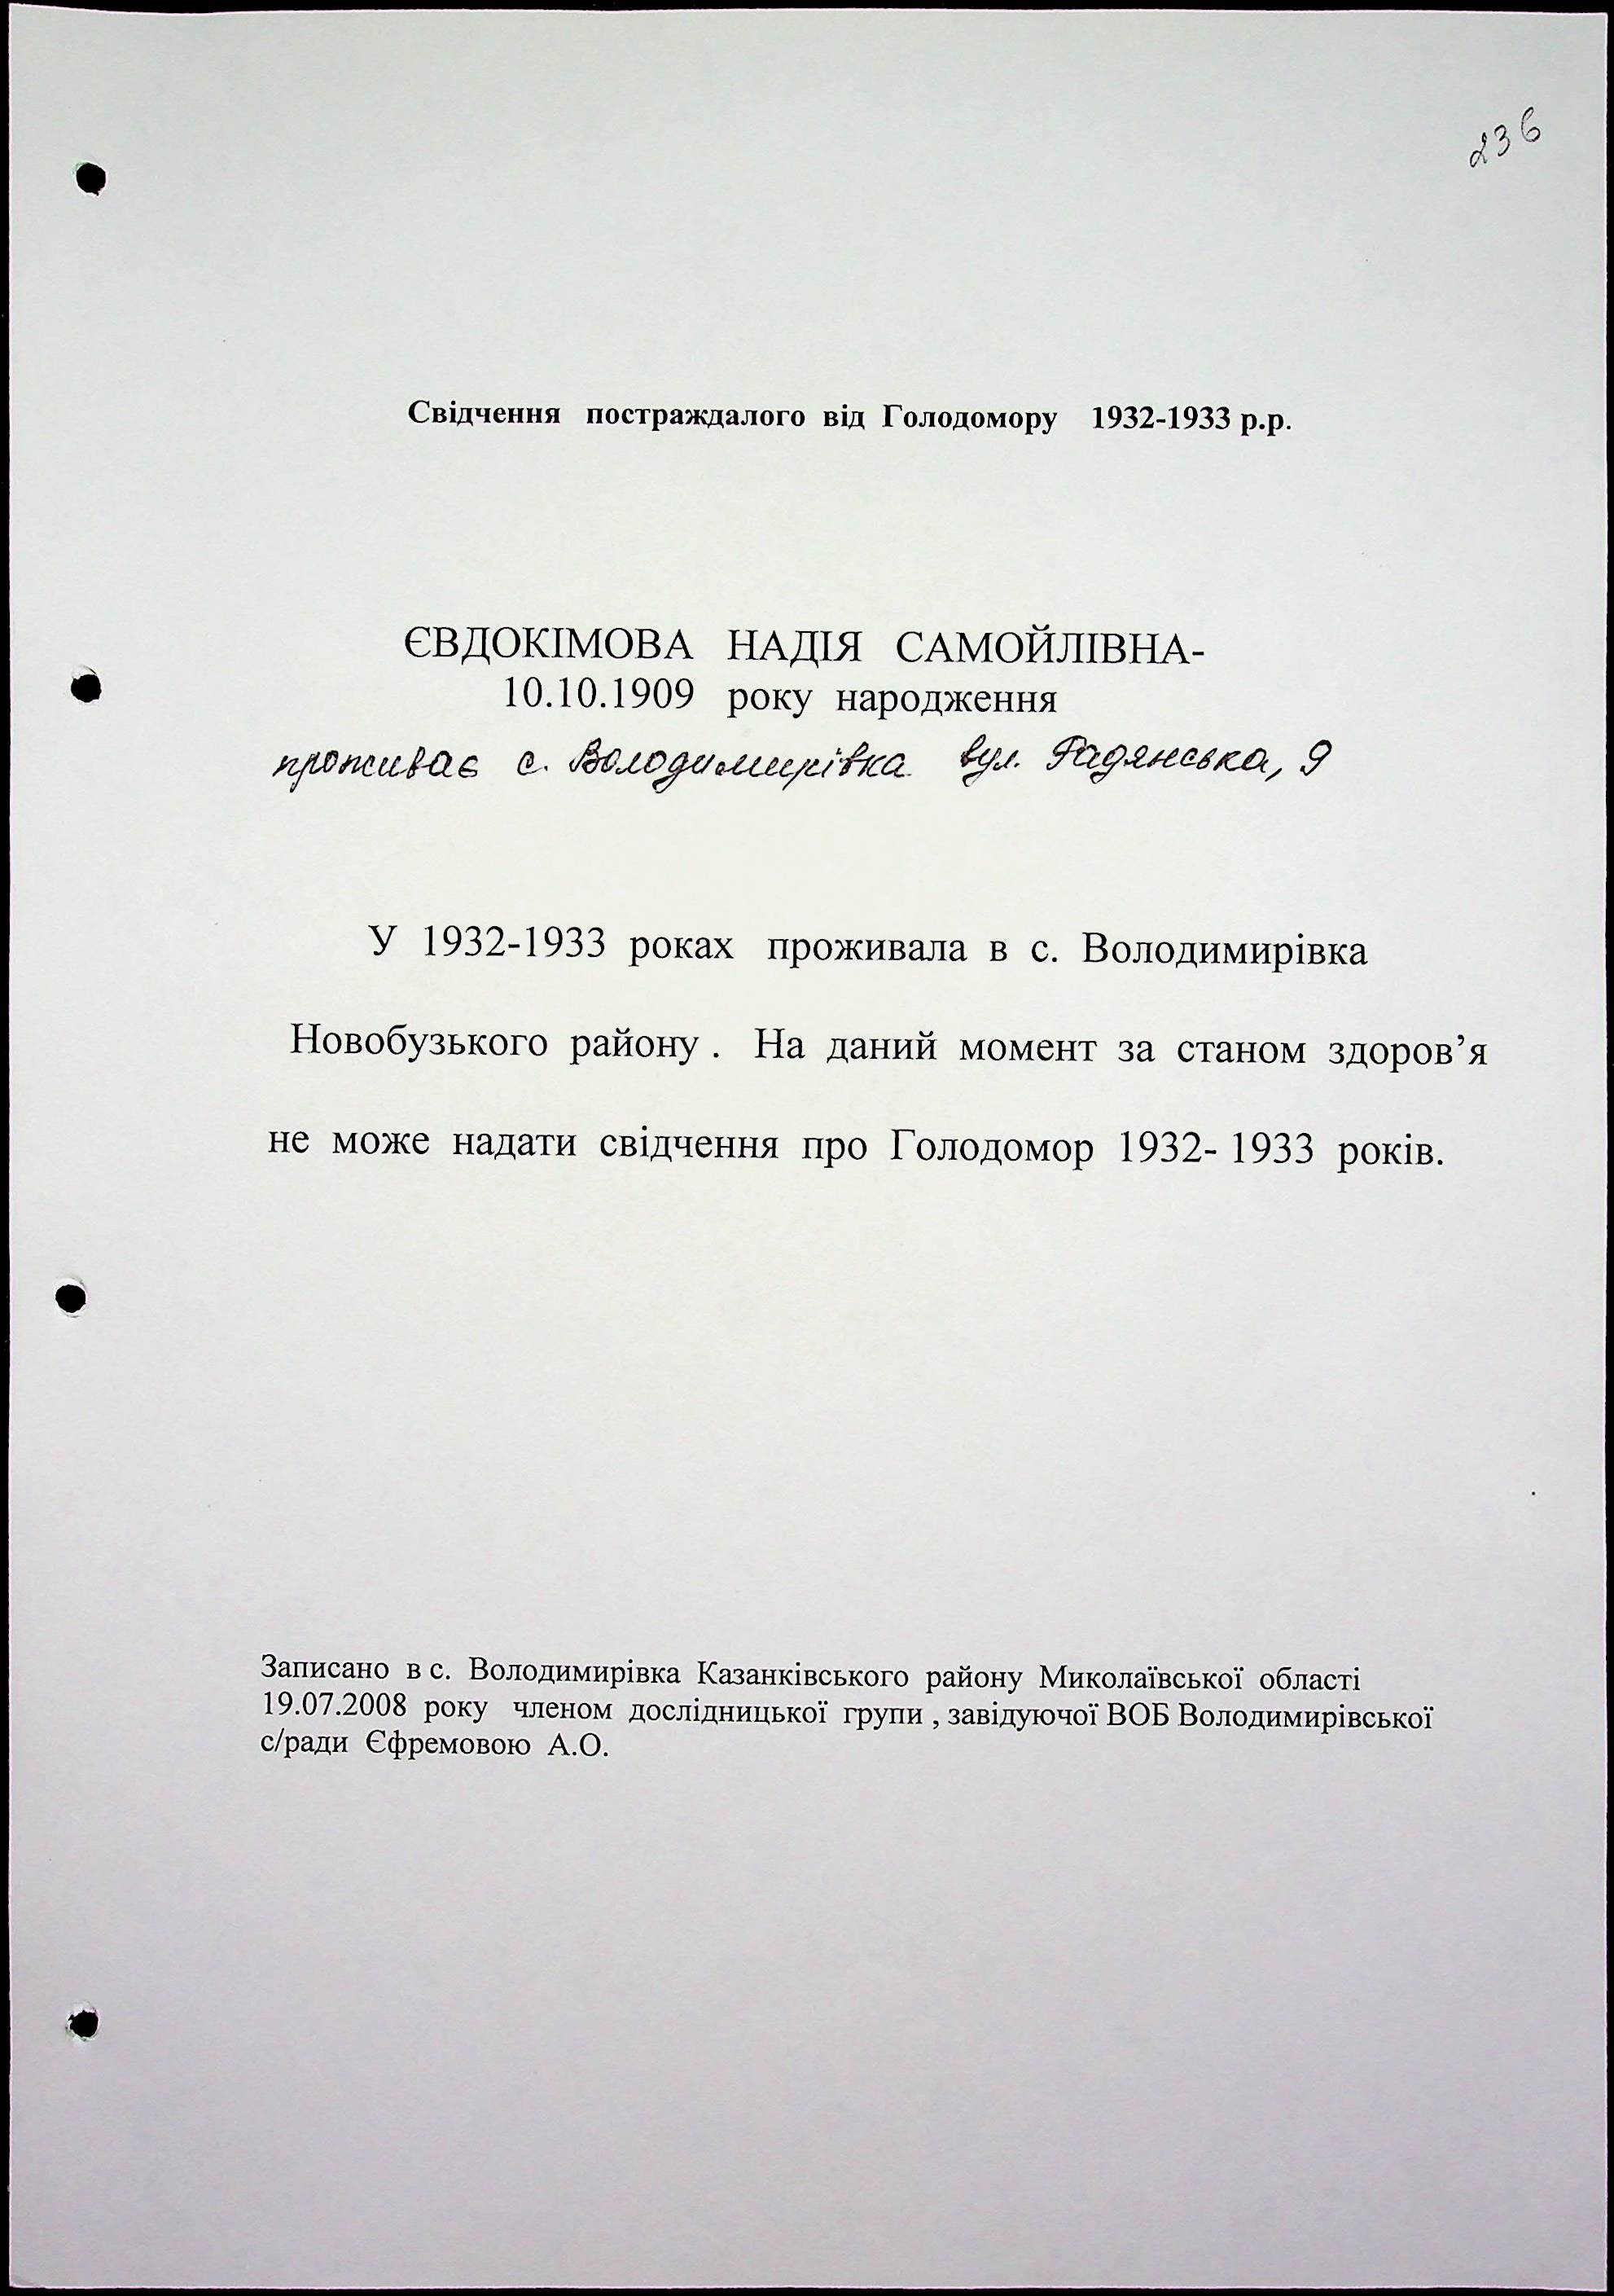 236
Свідчення постраждалого від Голодомору 1932-1933 р.р.
ЄВДОКІМОВА НАДІЯ САМОЙЛІВНА-
10.10.1909 року народження
проживає с. Володимирівка вул. Радянська, 9
У 1932-1933 роках проживала в с. Володимирівка
Новобузького району . На даний момент за станом здоров’я
не може надати свідчення про Голодомор 1932- 1933 років.
Записано в с. Володимирівка Казанківського району Миколаївської області
19.07.2008 року членом дослідницької групи , завідуючої ВОБ Володимирівської
с/ради Єфремовою А.О.